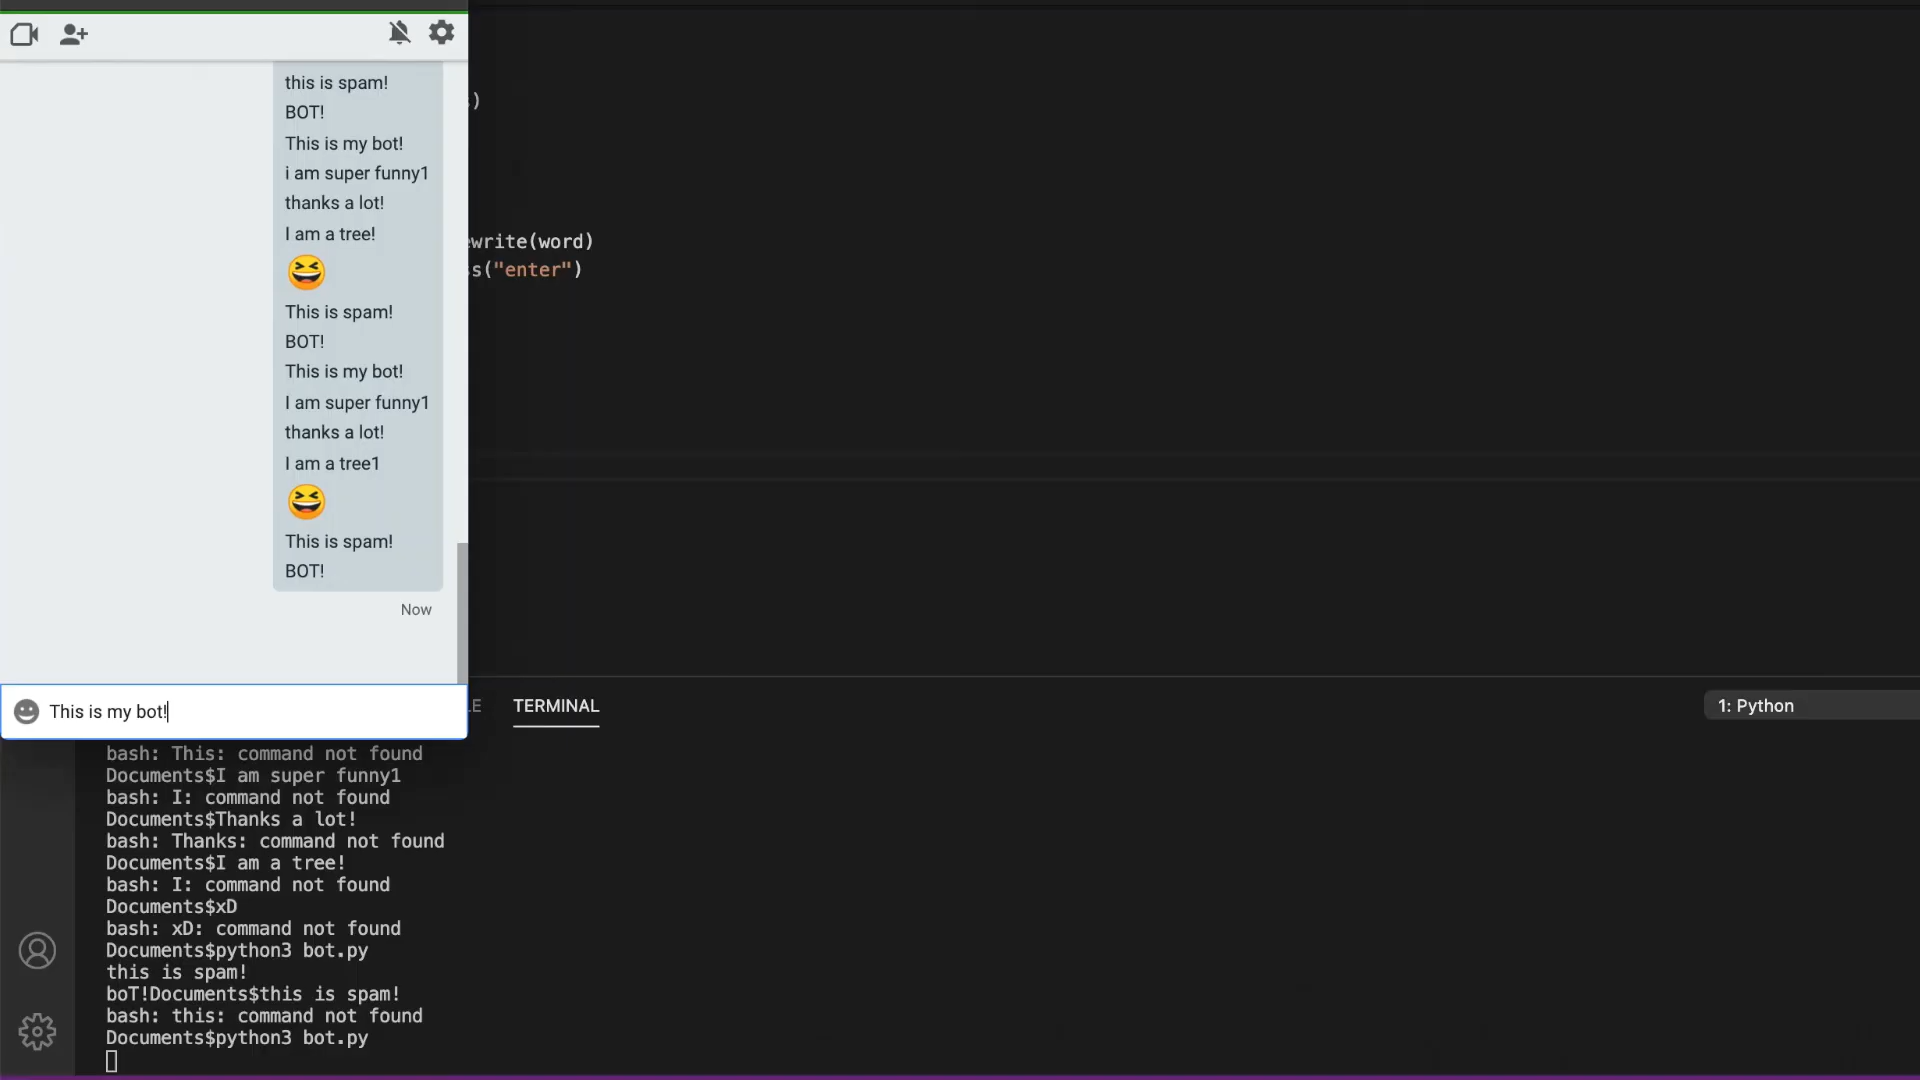 this is spam!
BOT!
This is my bot!
i am super funny1
thanks a lot!
I am a tree!
This is spam!
BOT!
This is my bot!
I am super funny1
thanks a lot!
I am a tree1
This is spam!
BOT!
Now
This is my bot!
)
ewrite(word)
s("enter")
LE
TERMINAL
1: Python
bash: This: command not found
Documents$I am super funny1
bash: I: command not found
Documents$Thanks a lot!
bash: Thanks: command not found
Documents$I am a tree!
bash: I: command not found
Documents$xD
bash: xD: command not found
Documents$python3 bot.py
this is spam!
boT!Documents$this is spam!
bash: this: command not found
Documents$python3 bot.py